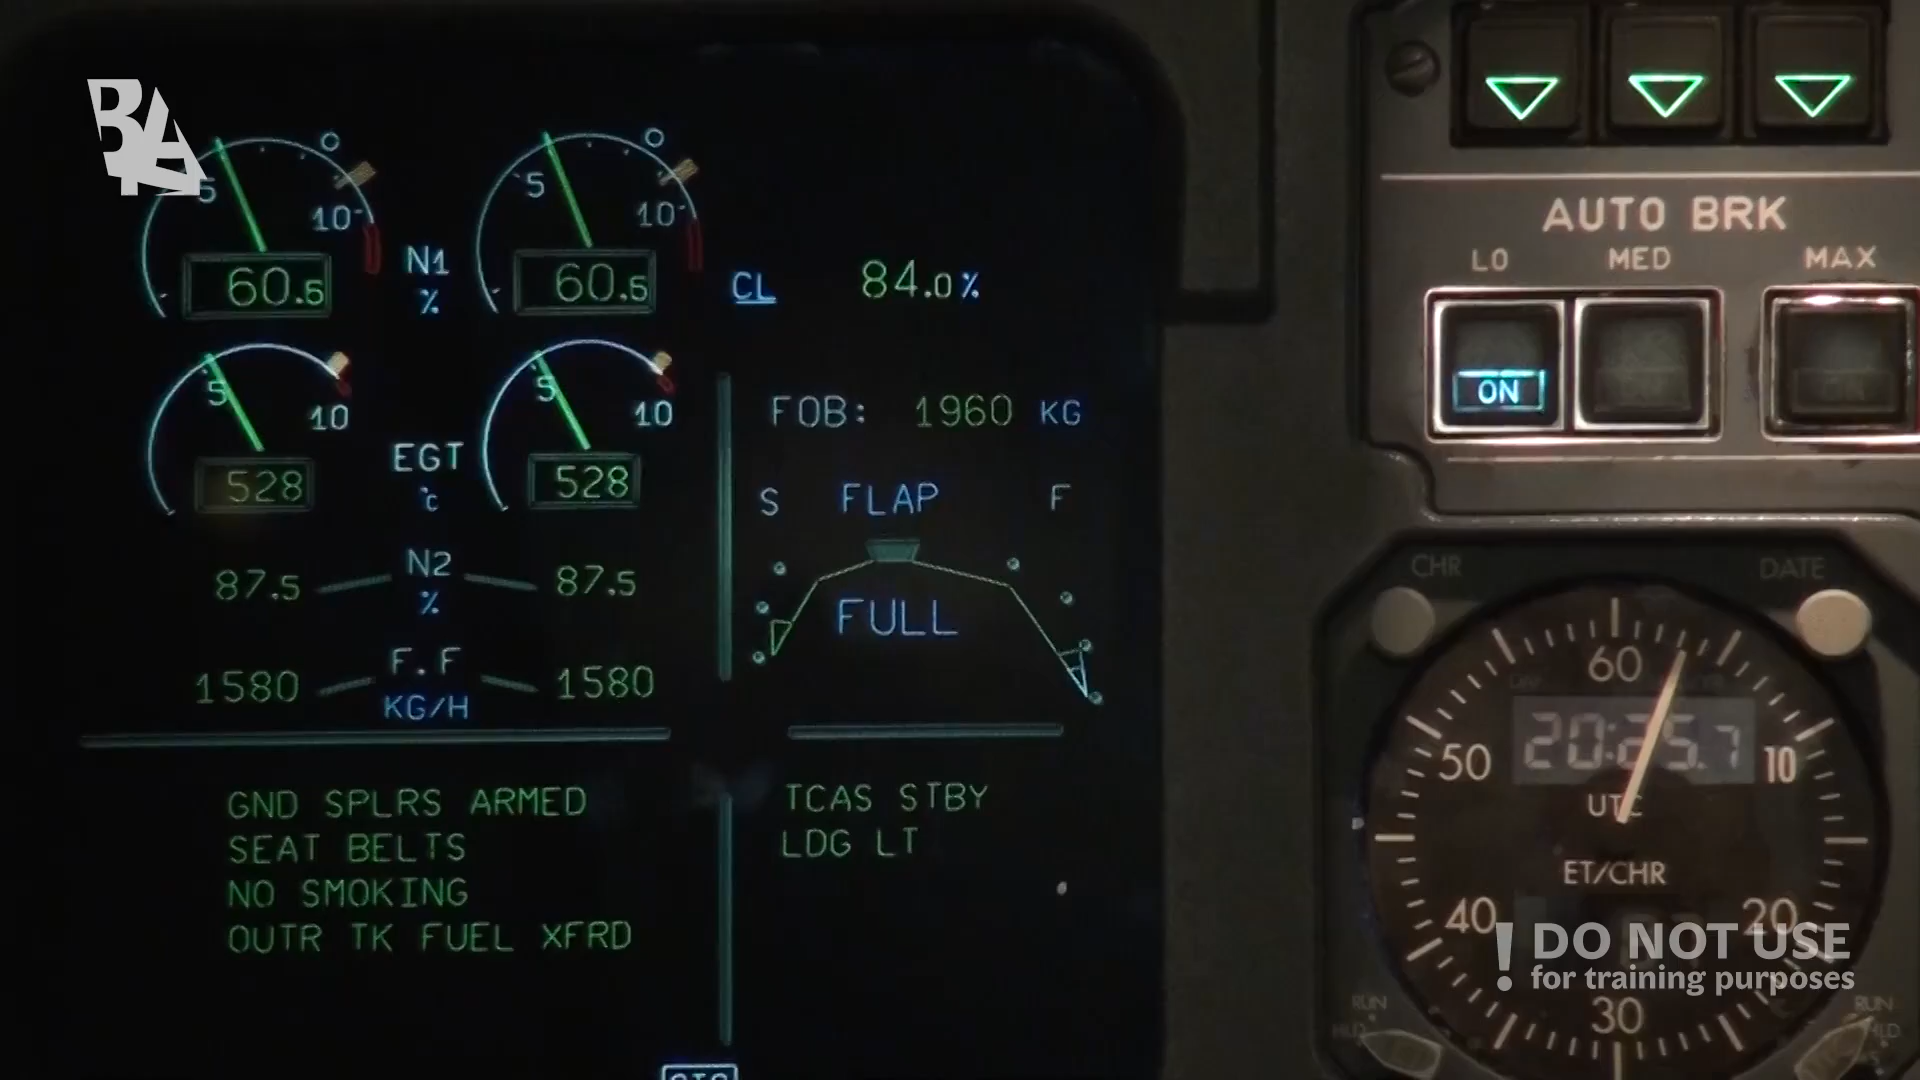 BAA
5
10
5
10
N1
%
60.5
60.5
CL
84.0%
5
10
5
10
EGT
°C
528
528
FOB: 1960 KG
S FLAP F
FULL
N2
%
87.5
87.5
F.F
KG/H
1580
1580
GND SPLRS ARMED
SEAT BELTS
NO SMOKING
OUTR TK FUEL XFRD
TCAS STBY
LDG LT
AUTO BRK
LO MED MAX
ON
CHR
DATE
60
50
10
20:25.7
UTC
ET/CHR
40
20
30
RUN
HLD
RUN
HLD
! DO NOT USE
for training purposes